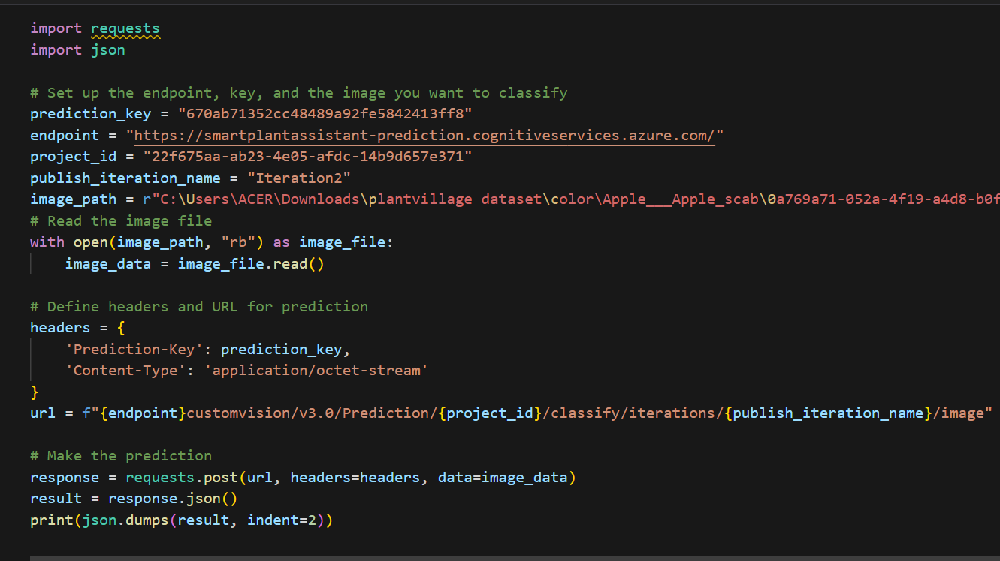 import requests
import json
# Set up the endpoint, key, and the image you want to classify
prediction_key = "670ab71352cc48489a92fe5842413ff8"
endpoint = "https://smartplantassistant-prediction.cognitiveservices.azure.com/"
project_id = "22f675aa-ab23-4e05-afdc-14b9d657e371"
publish_iteration_name = "Iteration2"
image_path = r"C:\Users\ACER\Downloads\plantvillage dataset\color\Apple___Apple_scab\0a769a71-052a-4f19-a4d8-b0f
# Read the image file
with open(image_path, "rb") as image_file:
    image_data = image_file.read()
# Define headers and URL for prediction
headers = {
    'Prediction-Key': prediction_key,
    'Content-Type': 'application/octet-stream'
}
url = f"{endpoint}customvision/v3.0/Prediction/{project_id}/classify/iterations/{publish_iteration_name}/image"
# Make the prediction
response = requests.post(url, headers=headers, data=image_data)
result = response.json()
print(json.dumps(result, indent=2))